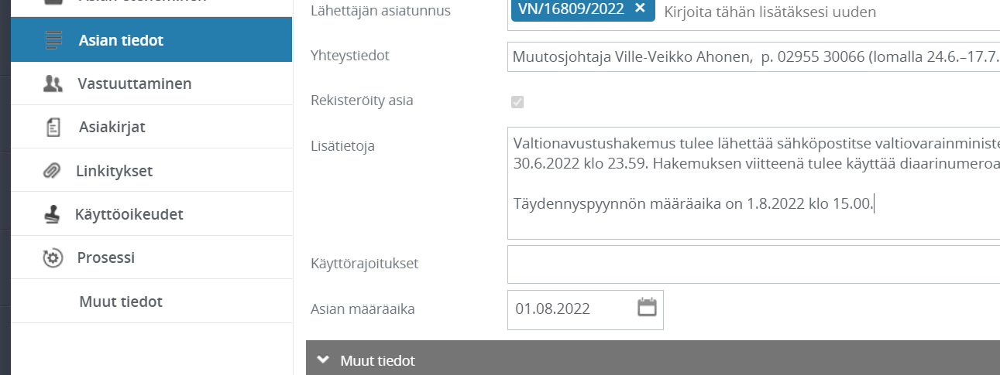 Asian tiedot
Vastuuttaminen
Asiakirjat
Linkitykset
Käyttöoikeudet
Prosessi
Muut tiedot
Lähettäjän asiatunnus
VN/16809/2022 × Kirjoita tähän lisätäksesi uuden
Yhteystiedot
Muutosjohtaja Ville-Veikko Ahonen, p. 02955 30066 (lomalla 24.6.–17.7.
Rekisteröity asia
Lisätietoja
Valtionavustushakemus tulee lähettää sähköpostitse valtiovarainministe
30.6.2022 klo 23.59. Hakemuksen viitteenä tulee käyttää diaarinumeroa
Täydennyspyynnön määräaika on 1.8.2022 klo 15.00.
Käyttörajoitukset
Asian määräaika
01.08.2022
Muut tiedot